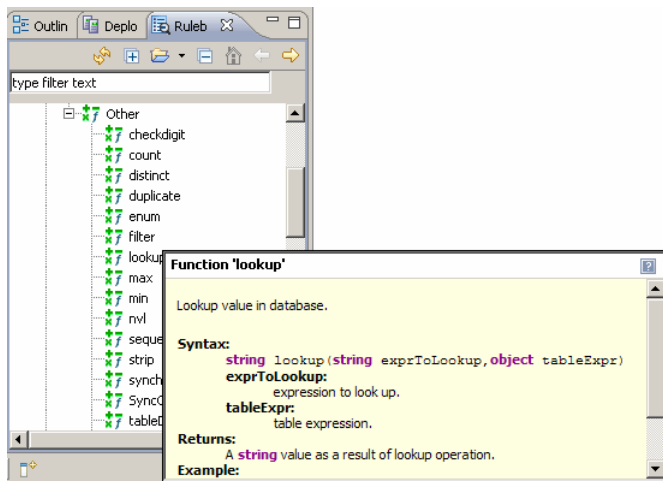 Outlin Deplo Ruleb
type filter text
Other
checkdigit
count
distinct
duplicate
enum
filter
lookup
max
min
nvl
seque
strip
synch
SyncC
tableD
Function 'lookup'
Lookup value in database.
Syntax:
string lookup(string exprToLookup,object tableExpr)
exprToLookup:
expression to look up.
tableExpr:
table expression.
Returns:
A string value as a result of lookup operation.
Example: